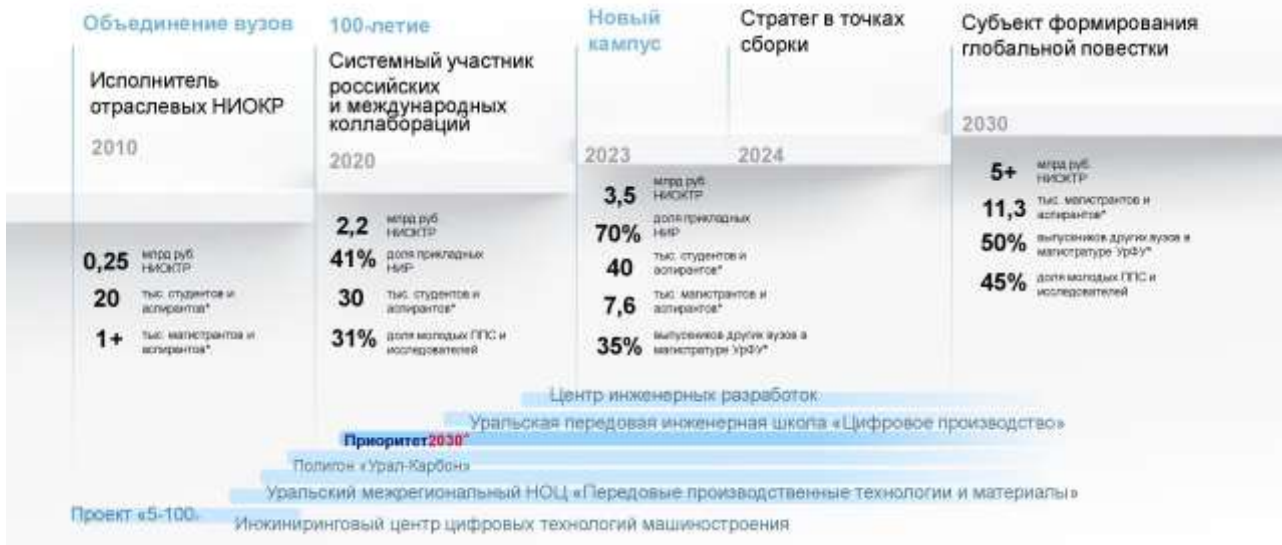 Объединение вузов
Исполнитель
отраслевых НИОКР
2010
0,25 млрд руб
НИОКТР
20 тыс. студентов и
аспирантов*
1+ тыс. магистрантов и
аспирантов*
100-летие
Системный участник
российских
и международных
коллабораций
2020
2,2 млрд руб
НИОКТР
41% доля прикладных
НИР
30 тыс. студентов и
аспирантов*
31% доля молодых ППС и
исследователей
Новый
кампус
2023
3,5 млрд руб
НИОКТР
70% доля прикладных
НИР
40 тыс. студентов и
аспирантов*
7,6 тыс. магистрантов и
аспирантов*
35% выпускников других вузов в
магистратуре УрФУ*
Стратег в точках
сборки
2024
Субъект формирования
глобальной повестки
2030
5+ млрд руб.
НИОКТР
11,3 тыс. магистрантов и
аспирантов*
50% выпускников других вузов в
магистратуре УрФУ*
45% доля молодых ППС и
исследователей
Центр инженерных разработок
Уральская передовая инженерная школа «Цифровое производство»
Приоритет2030^
Полигон «Урал-Карбон»
Уральский межрегиональный НОЦ «Передовые производственные технологии и материалы»
Проект «5-100»
Инжиниринговый центр цифровых технологий машиностроения